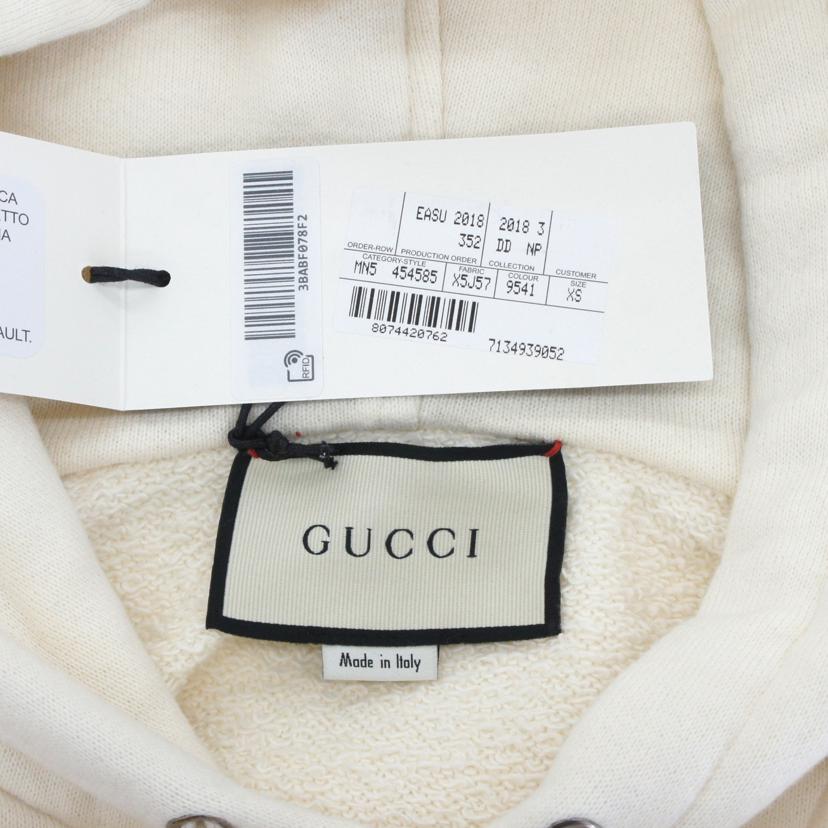 CA
TTO
IA
AULT.
3BABF078F2
RFID
EASU 2018 2018 3
352 DD NP
ORDER-ROW PRODUCTION ORDER COLLECTION CUSTOMER
CATEGORY-STYLE FABRIC COLOUR SIZE
MN5 454585 X5J57 9541 XS
8074420762
7134939052
GUCCI
Made in Italy